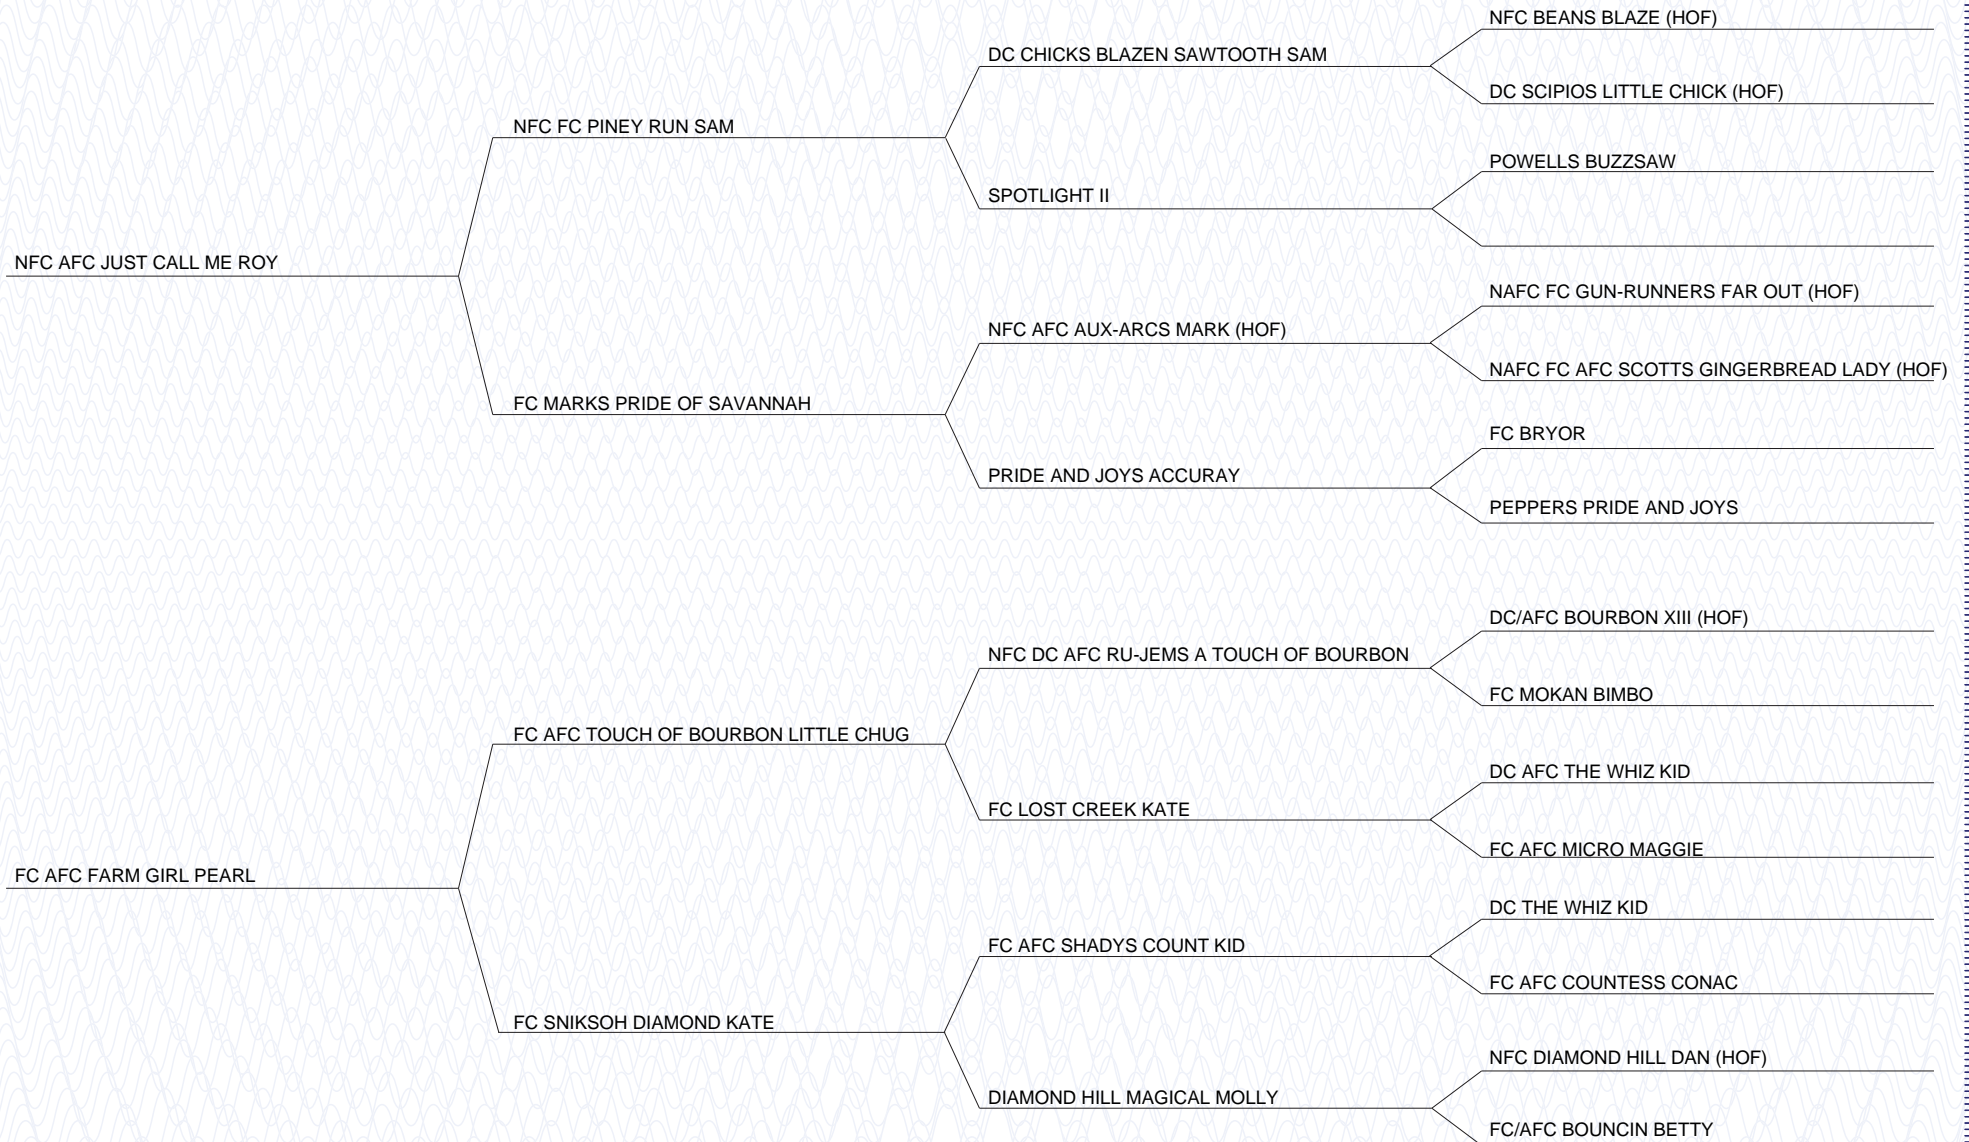 NFC BEANS BLAZE (HOF)
DC CHICKS BLAZEN SAWTOOTH SAM
DC SCIPIOS LITTLE CHICK (HOF)
NFC FC PINEY RUN SAM
POWELLS BUZZSAW
SPOTLIGHT II
NFC AFC JUST CALL ME ROY
NAFC FC GUN-RUNNERS FAR OUT (HOF)
NFC AFC AUX-ARCS MARK (HOF)
NAFC FC AFC SCOTTS GINGERBREAD LADY (HOF)
FC MARKS PRIDE OF SAVANNAH
FC BRYOR
PRIDE AND JOYS ACCURAY
PEPPERS PRIDE AND JOYS
DC/AFC BOURBON XIII (HOF)
NFC DC AFC RU-JEMS A TOUCH OF BOURBON
FC MOKAN BIMBO
FC AFC TOUCH OF BOURBON LITTLE CHUG
DC AFC THE WHIZ KID
FC LOST CREEK KATE
FC AFC MICRO MAGGIE
FC AFC FARM GIRL PEARL
DC THE WHIZ KID
FC AFC SHADYS COUNT KID
FC AFC COUNTESS CONAC
FC SNIKSOH DIAMOND KATE
NFC DIAMOND HILL DAN (HOF)
DIAMOND HILL MAGICAL MOLLY
FC/AFC BOUNCIN BETTY